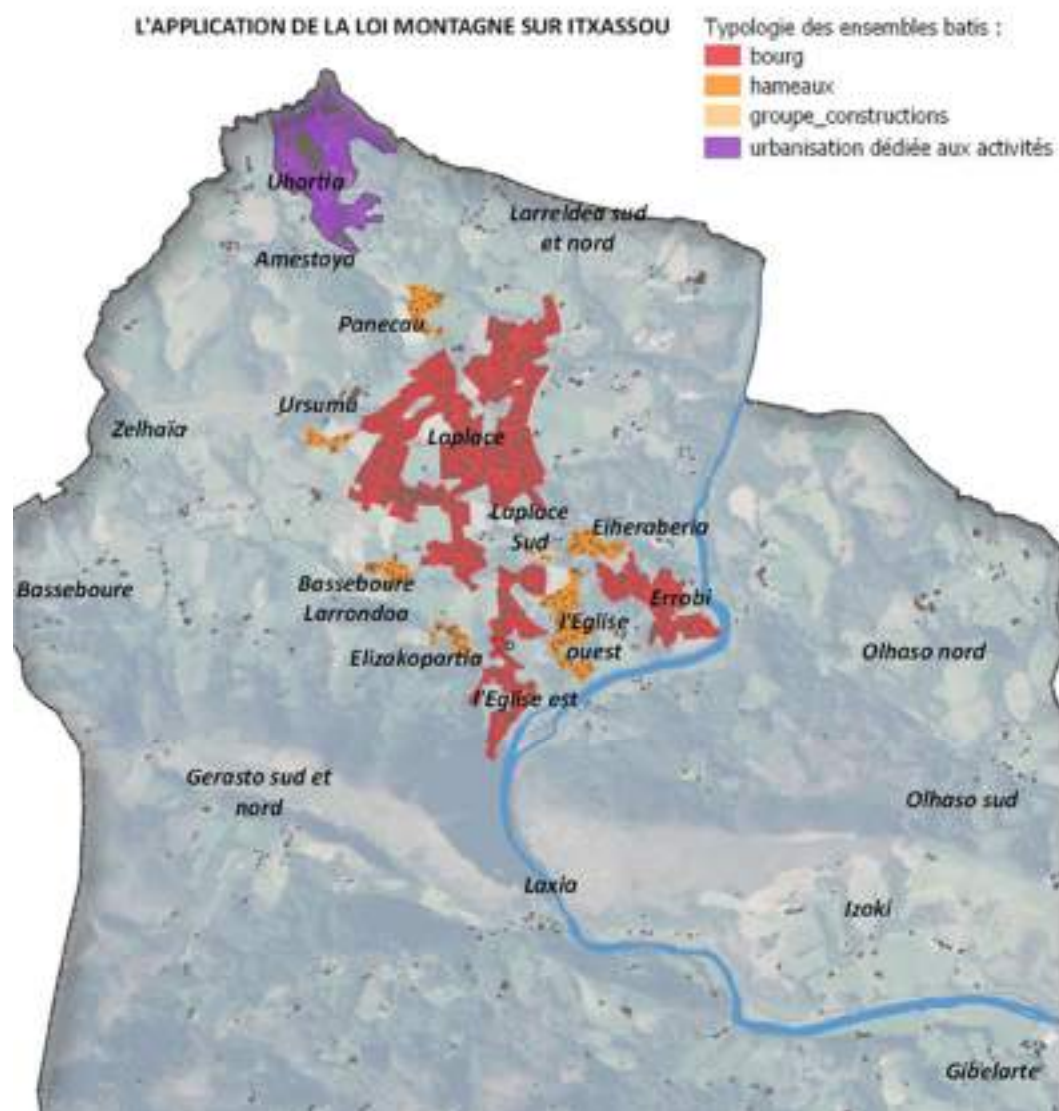 L'APPLICATION DE LA LOI MONTAGNE SUR ITXASSOU
Typologie des ensembles batis :
bourg
hameaux
groupe_constructions
urbanisation dédiée aux activités
Uhartia
Larreldea sud
et nord
Amestoya
Panecau
Ursuma
Zelhaïa
Laplace
Laplace
Sud
Eiheraberia
Basseboure
Basseboure
Larrondoa
Errobi
l'Eglise
ouest
Elizakopartia
Olhaso nord
l'Eglise est
Gerasto sud et
nord
Olhaso sud
Laxia
Izoki
Gibelarte